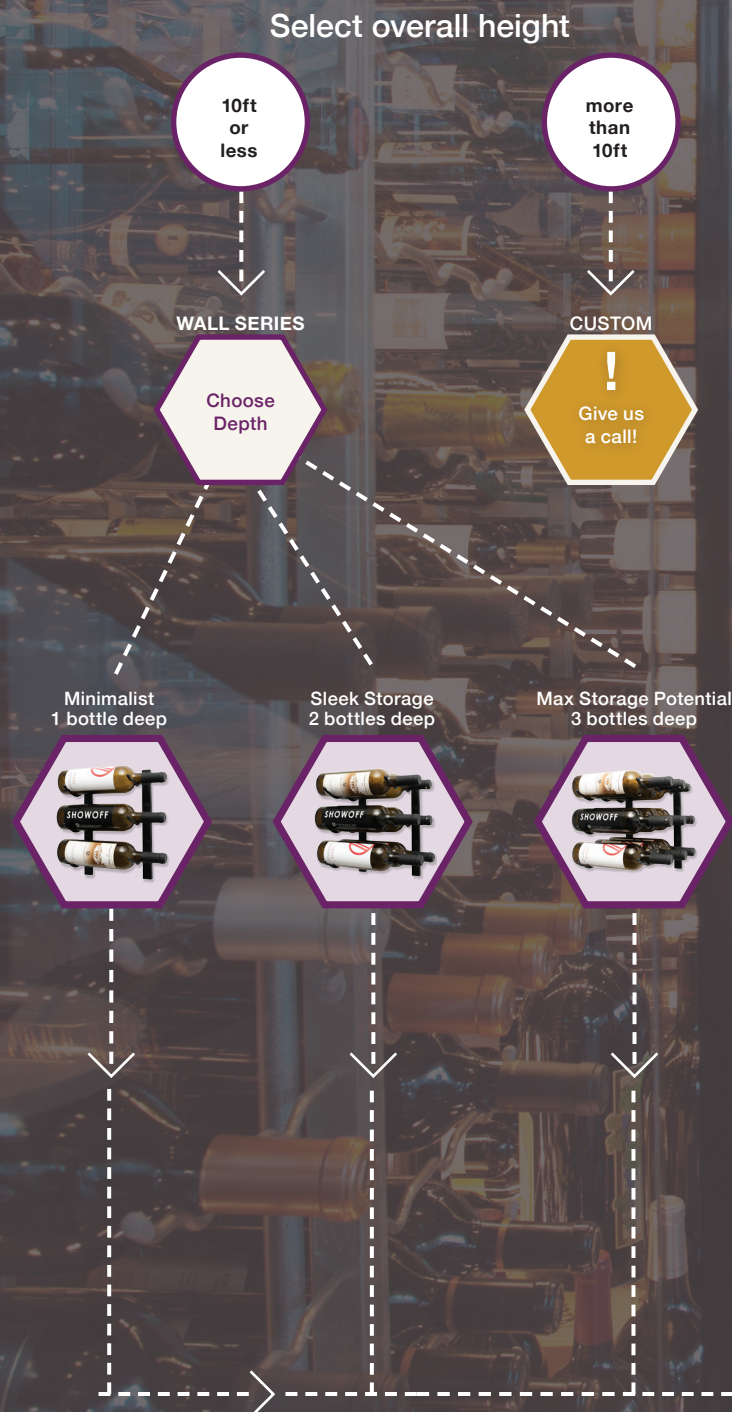 Select overall height
10ft
or
less
more
than
10ft
WALL SERIES
CUSTOM
Choose
Depth
!
Give us
a call!
Minimalist
1 bottle deep
Sleek Storage
2 bottles deep
Max Storage Potential
3 bottles deep
SHOWOFF
SHOWOFF
SHOWOFF